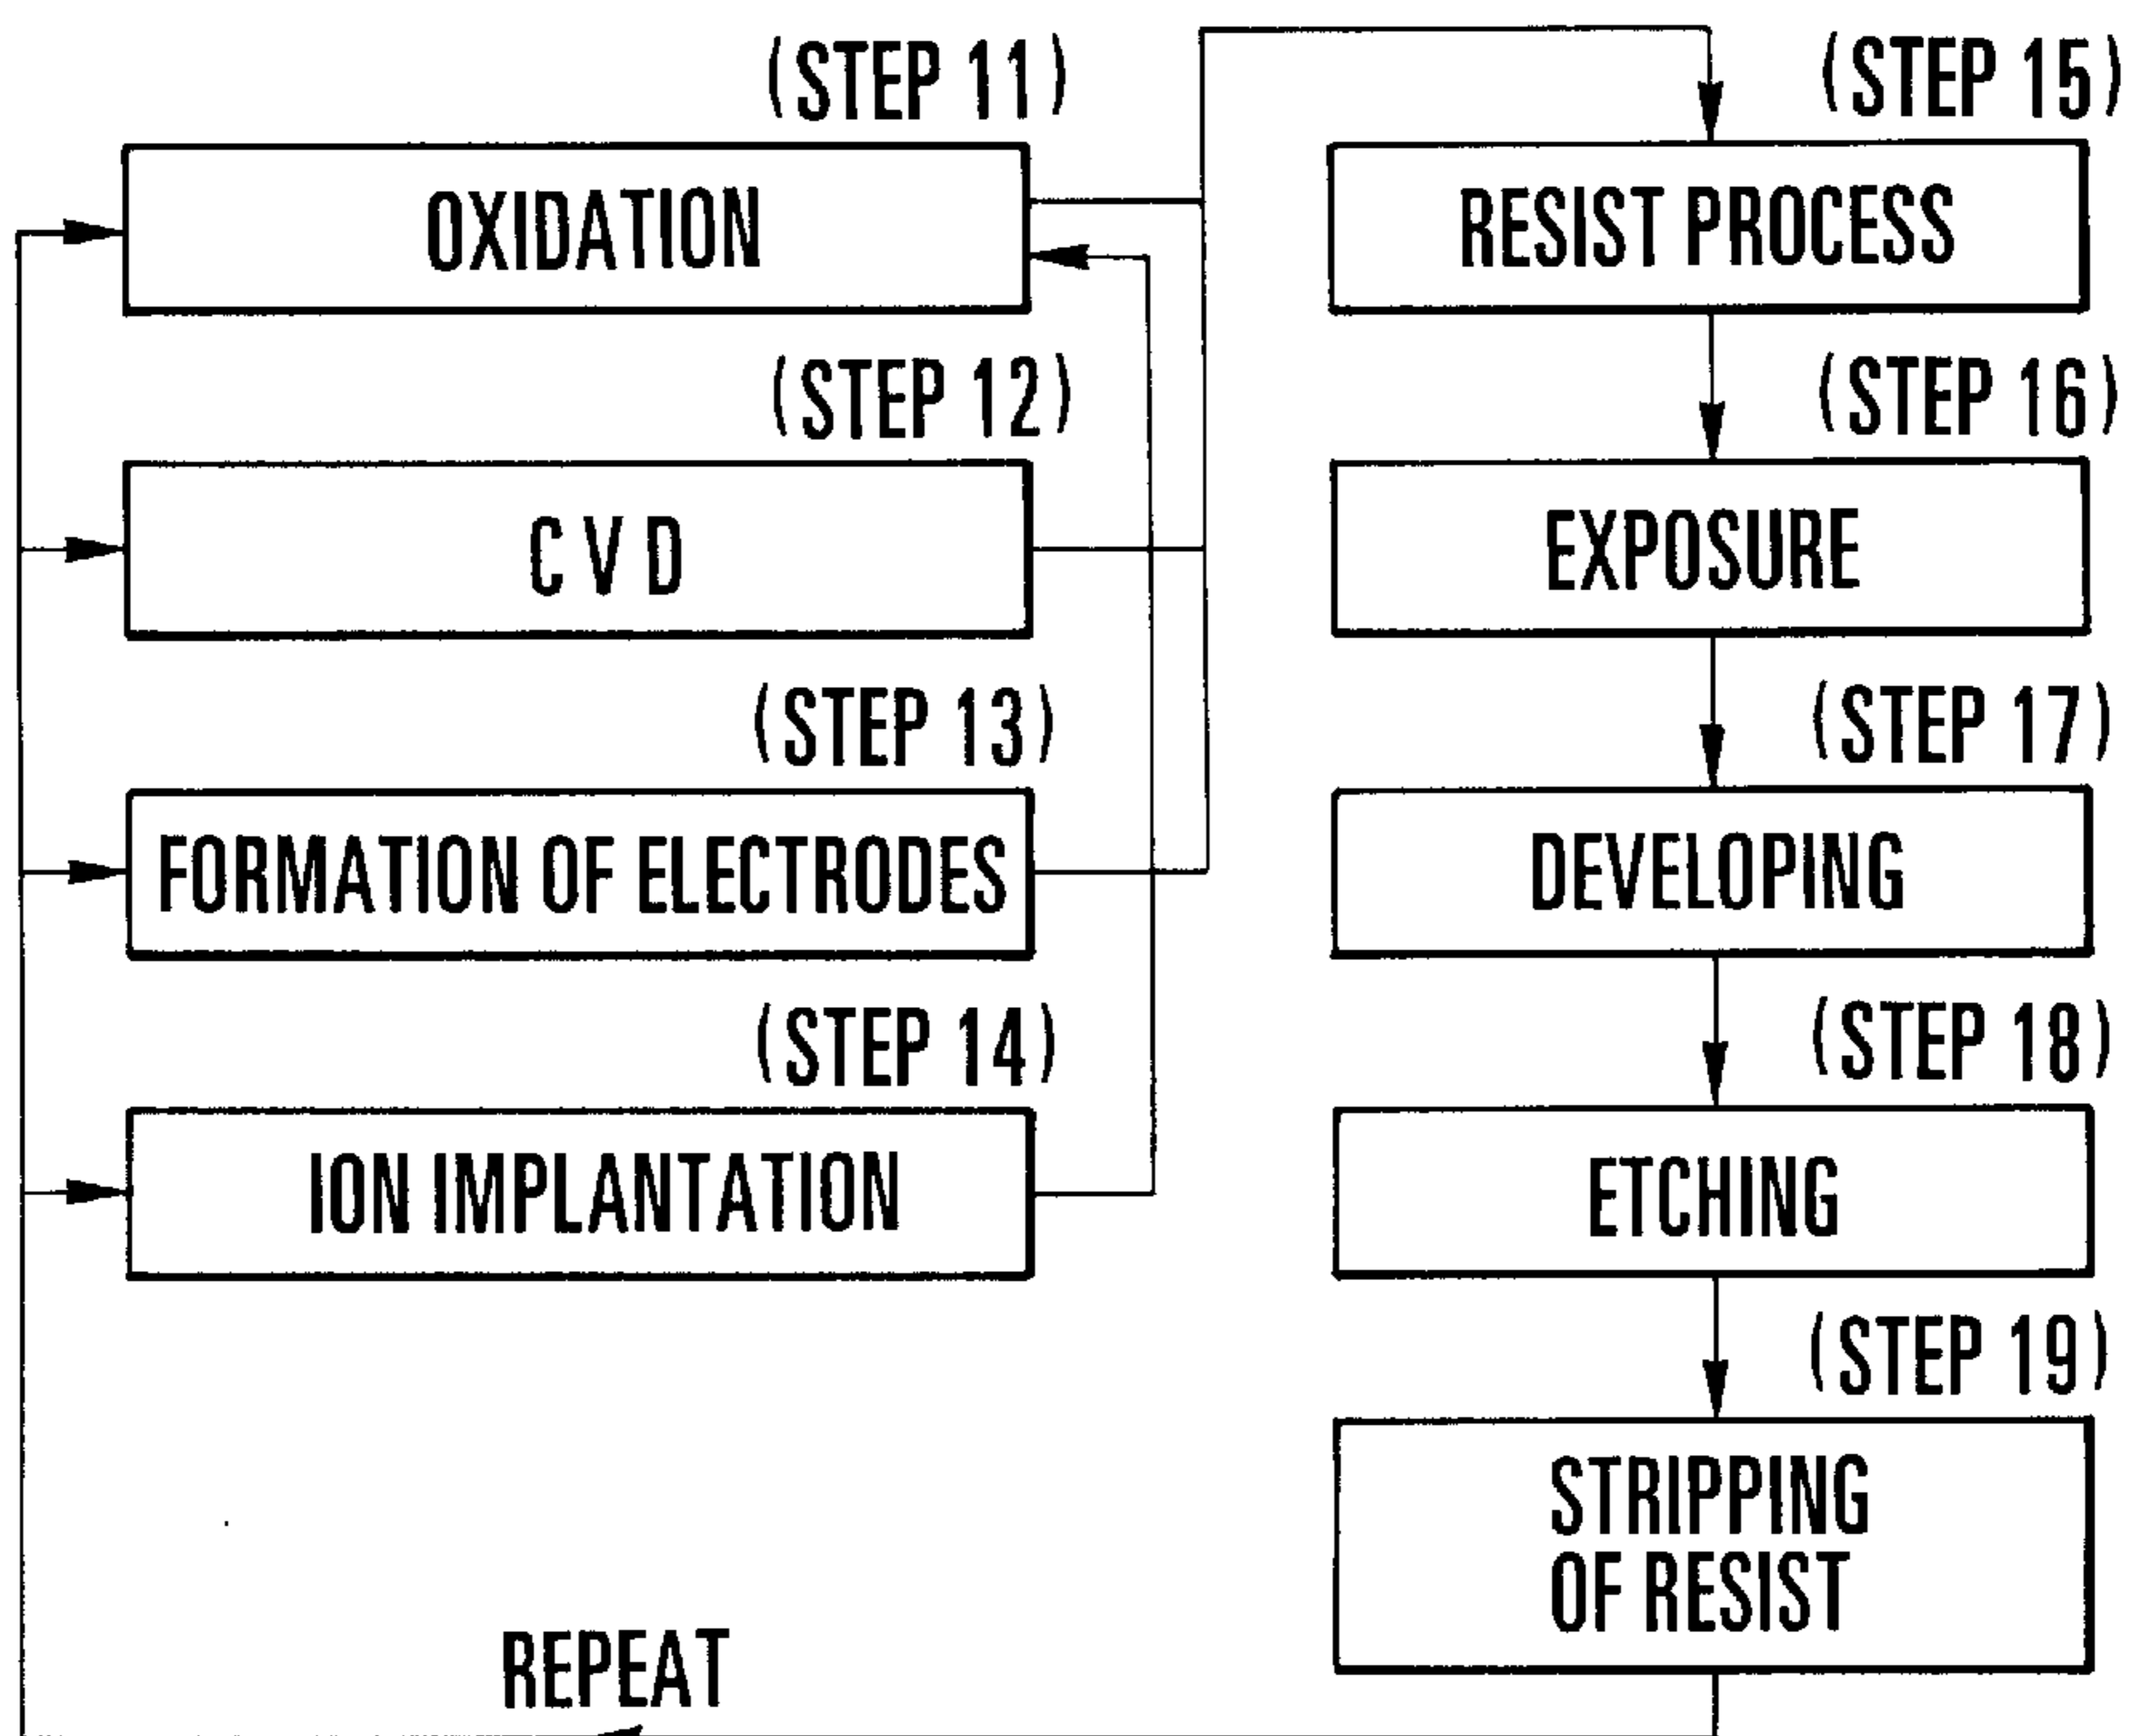 (STEP 11)
OXIDATION
(STEP 12)
CVD
(STEP 13)
FORMATION OF ELECTRODES
(STEP 14)
ION IMPLANTATION
REPEAT
(STEP 15)
RESIST PROCESS
(STEP 16)
EXPOSURE
(STEP 17)
DEVELOPING
(STEP 18)
ETCHING
(STEP 19)
STRIPPING
OF RESIST